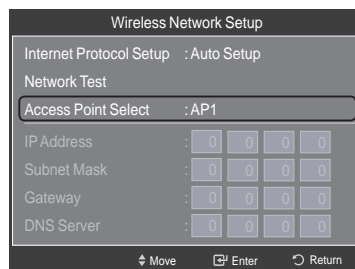 Wireless Network Setup
Internet Protocol Setup : Auto Setup
Network Test
Access Point Select : AP1
IP Address : 0 0 0 0
Subnet Mask : 0 0 0 0
Gateway : 0 0 0 0
DNS Server : 0 0 0 0
Move Enter Return